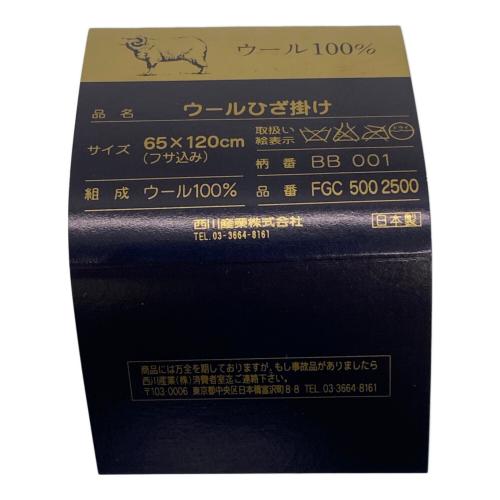 ウール100%
品名 ウールひざ掛け
サイズ 65×120cm
(フサ込み)
取扱い
絵表示
柄番 BB 001
組成 ウール100%
品番 FGC 500 2500
西川産業株式会社
TEL.03-3664-8161
日本製
商品には万全を期しておりますが、もし事故品がありましたら
西川産業(株)消費者室迄ご連絡下さい。
〒103-0006 東京都中央区日本橋富沢町8-8 TEL. 03-3664-8161